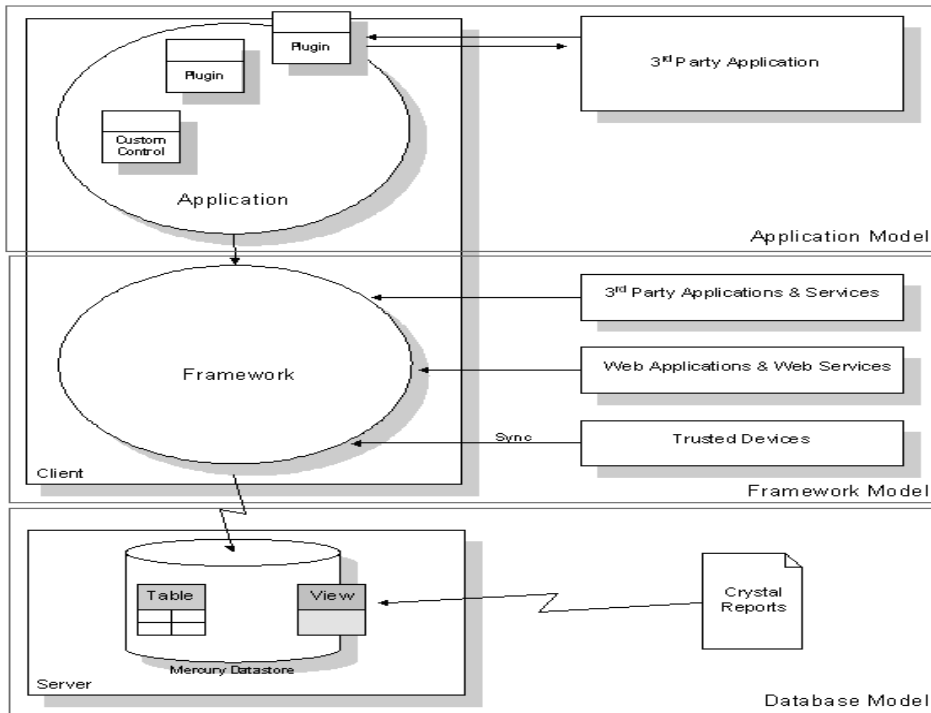 Plugin
Plugin
3rd Party Application
Custom
Control
Application
Application Model
3rd Party Applications & Services
Web Applications & Web Services
Framework
Sync
Trusted Devices
Client
Framework Model
Table
View
Crystal
Reports
Mercury Datastore
Server
Database Model